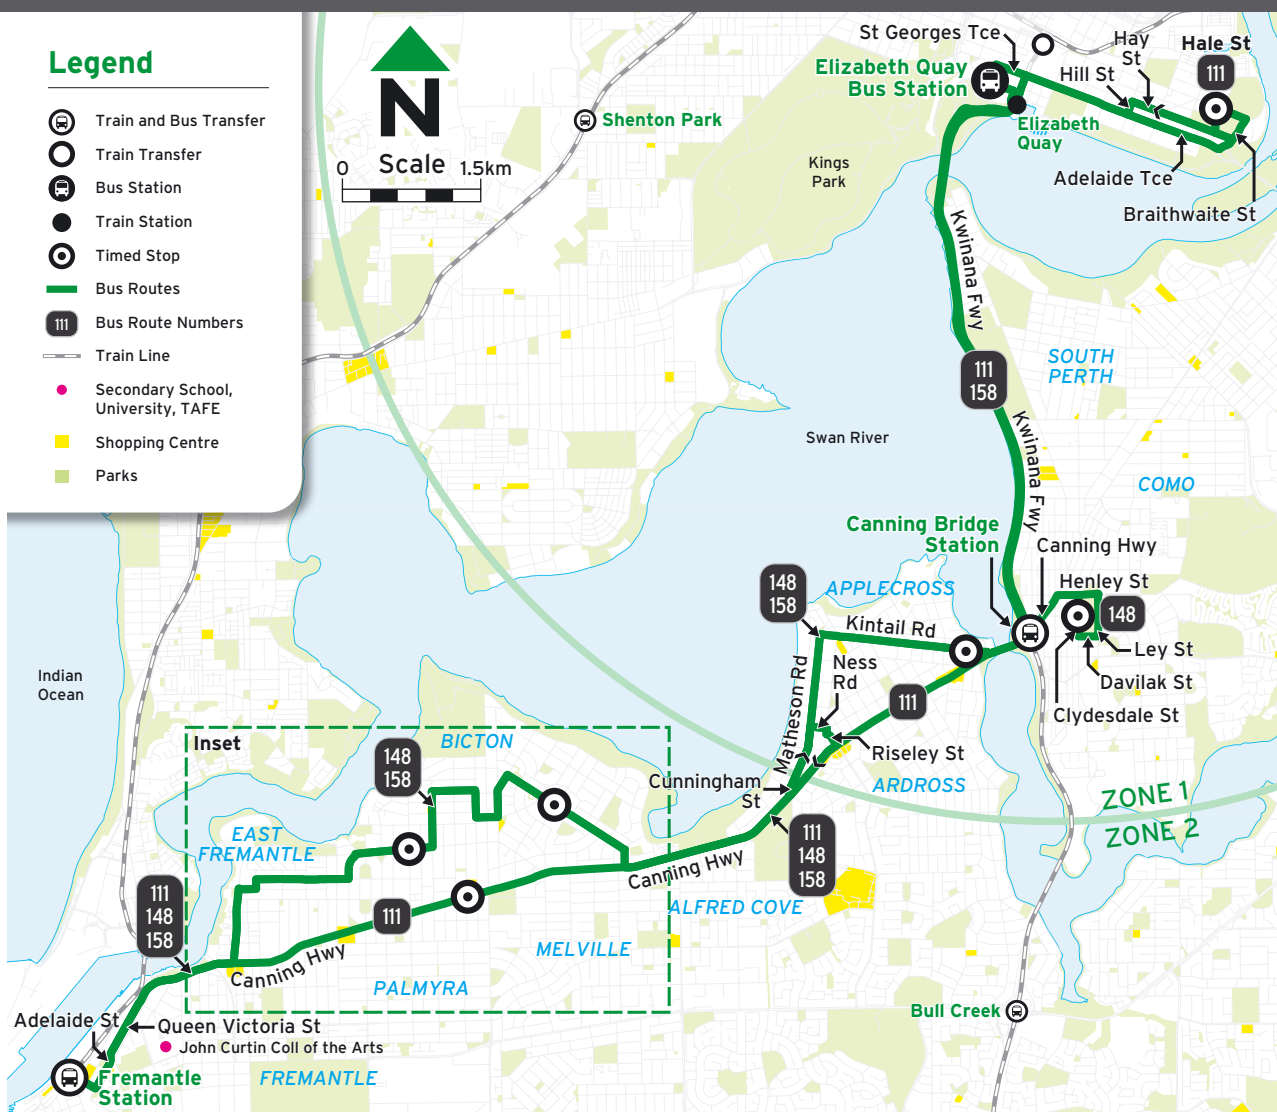 Legend
Train and Bus Transfer
Train Transfer
Bus Station
Train Station
Timed Stop
Bus Routes
111
Bus Route Numbers
Train Line
Secondary School,
University, TAFE
Shopping Centre
Parks
N
Scale
0
1.5km
Shenton Park
St Georges Tce
Elizabeth Quay
Bus Station
Hay
St
Hill St
Hale St
111
Elizabeth
Quay
Kings
Park
Adelaide Tce
Braithwaite St
Kwinana Fwy
111
158
SOUTH
PERTH
Kwinana Fwy
Swan River
COMO
Canning Bridge
Station
Canning Hwy
Henley St
148
Ley St
Davilak St
Clydesdale St
148
158
APPLECROSS
Kintail Rd
Ness
Rd
Matheson Rd
111
Riseley St
Cunningham
St
ARDROSS
ZONE 1
ZONE 2
111
148
158
Canning Hwy
ALFRED COVE
Indian
Ocean
Inset
BICTON
148
158
EAST
FREMANTLE
111
148
158
111
Canning Hwy
MELVILLE
PALMYRA
Bull Creek
Adelaide St
Queen Victoria St
John Curtin Coll of the Arts
Fremantle
Station
FREMANTLE